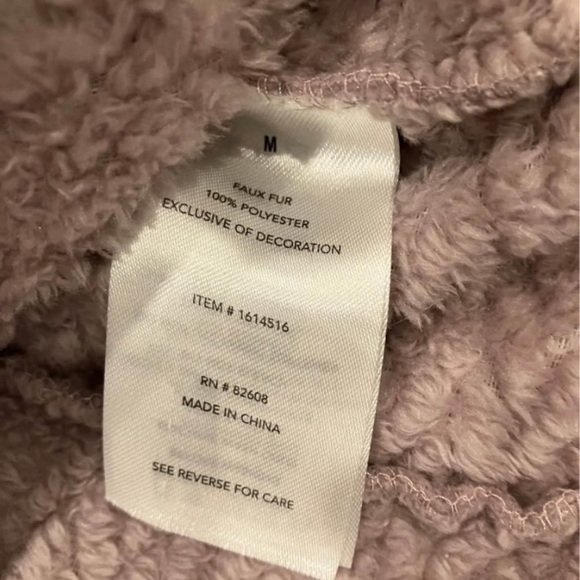 M
FAUX FUR
100% POLYESTER
EXCLUSIVE OF DECORATION
ITEM # 1614516
RN # 82608
MADE IN CHINA
SEE REVERSE FOR CARE